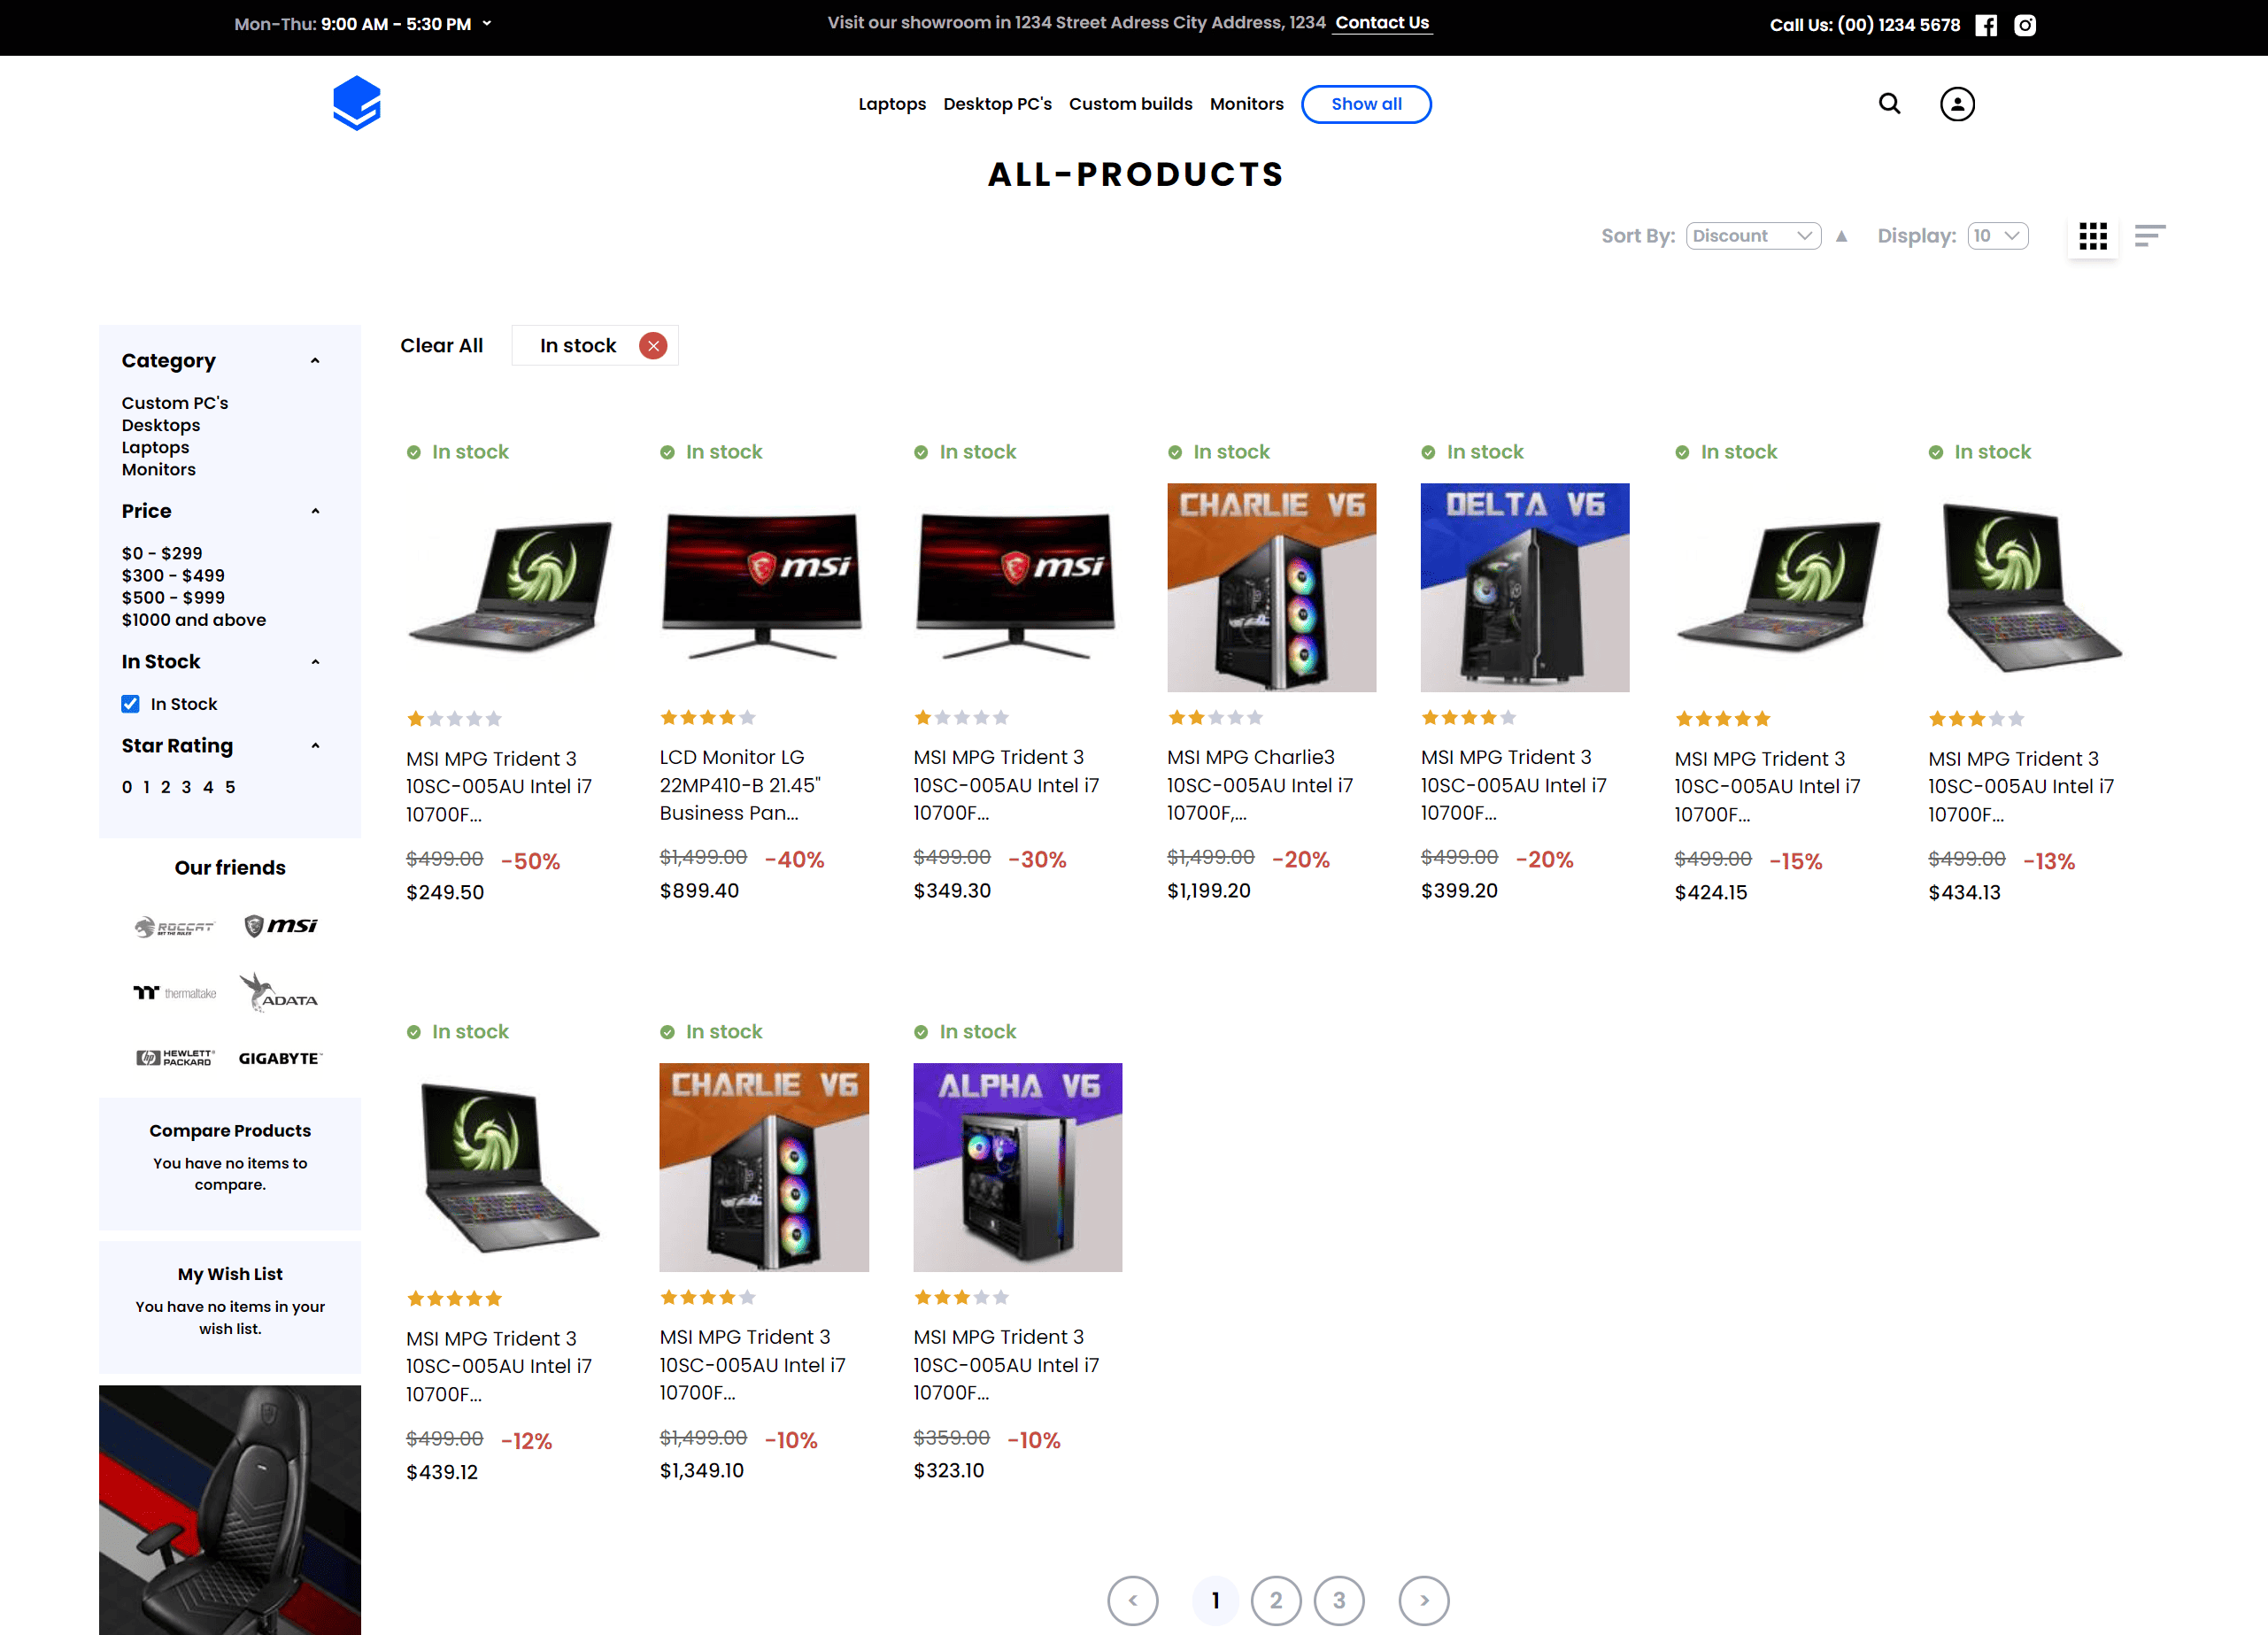 Mon-Thu: 9:00 AM - 5:30 PM
Visit our showroom in 1234 Street Adress City Address, 1234 Contact Us
Call Us: (00) 1234 5678
Laptops Desktop PC's Custom builds Monitors Show all
ALL-PRODUCTS
Sort By: Discount ▲ Display: 10
Category
Custom PC's
Desktops
Laptops
Monitors
Price
$0 - $299
$300 - $499
$500 - $999
$1000 and above
In Stock
In Stock
Star Rating
0 1 2 3 4 5
Our friends
ROCCAT
SET THE RULES
msi
thermaltake
ADATA
hp HEWLETT®
PACKARD
GIGABYTE™
Compare Products
You have no items to
compare.
My Wish List
You have no items in your
wish list.
Clear All In stock
In stock
MSI MPG Trident 3
10SC-005AU Intel i7
10700F...
$499.00 -50%
$249.50
In stock
msi
LCD Monitor LG
22MP410-B 21.45"
Business Pan...
$1,499.00 -40%
$899.40
In stock
msi
MSI MPG Trident 3
10SC-005AU Intel i7
10700F...
$499.00 -30%
$349.30
In stock
CHARLIE V6
MSI MPG Charlie3
10SC-005AU Intel i7
10700F,...
$1,499.00 -20%
$1,199.20
In stock
DELTA V6
MSI MPG Trident 3
10SC-005AU Intel i7
10700F...
$499.00 -20%
$399.20
In stock
MSI MPG Trident 3
10SC-005AU Intel i7
10700F...
$499.00 -15%
$424.15
In stock
MSI MPG Trident 3
10SC-005AU Intel i7
10700F...
$499.00 -13%
$434.13
In stock
MSI MPG Trident 3
10SC-005AU Intel i7
10700F...
$499.00 -12%
$439.12
In stock
CHARLIE V6
MSI MPG Trident 3
10SC-005AU Intel i7
10700F...
$1,499.00 -10%
$1,349.10
In stock
ALPHA V6
MSI MPG Trident 3
10SC-005AU Intel i7
10700F...
$359.00 -10%
$323.10
< 1 2 3 >